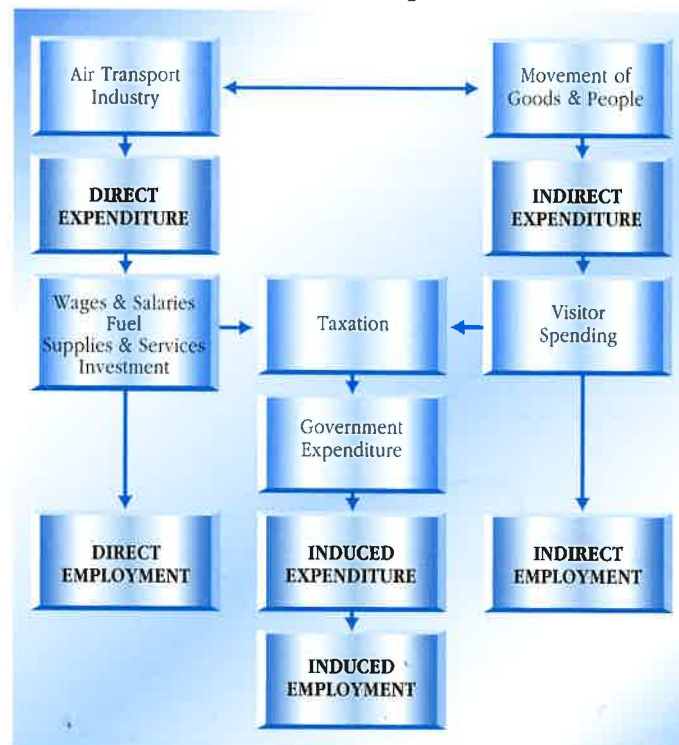 Air Transport
Industry
Movement of
Goods & People
DIRECT
EXPENDITURE
INDIRECT
EXPENDITURE
Wages & Salaries
Fuel
Supplies & Services
Investment
Taxation
Visitor
Spending
Government
Expenditure
DIRECT
EMPLOYMENT
INDUCED
EXPENDITURE
INDIRECT
EMPLOYMENT
INDUCED
EMPLOYMENT